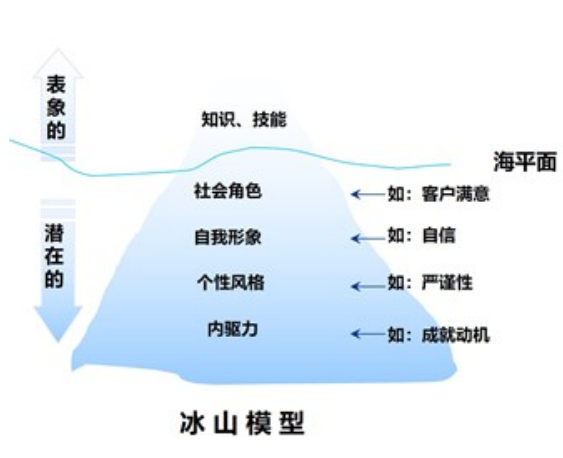 表象的
知识、技能
海平面
社会角色
如：客户满意
潜在的
自我形象
如：自信
个性风格
如：严谨性
内驱力
如：成就动机
冰山模型